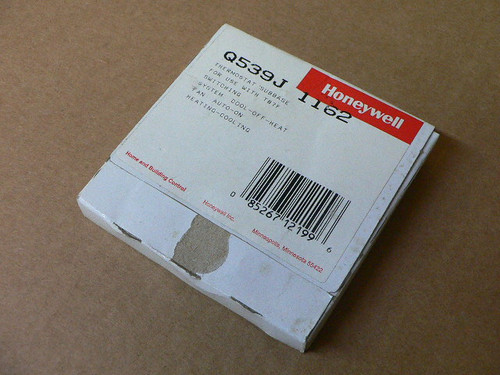 Q539J 1162
Honeywell
THERMOSTAT SUBBASE
FOR USE WITH T87F
SWITCHING
SYSTEM COOL-OFF-HEAT
FAN AUTO-ON
HEATING-COOLING
0 85267 12199 6
Home and Building Control
Honeywell Inc.
Minneapolis, Minnesota 55422